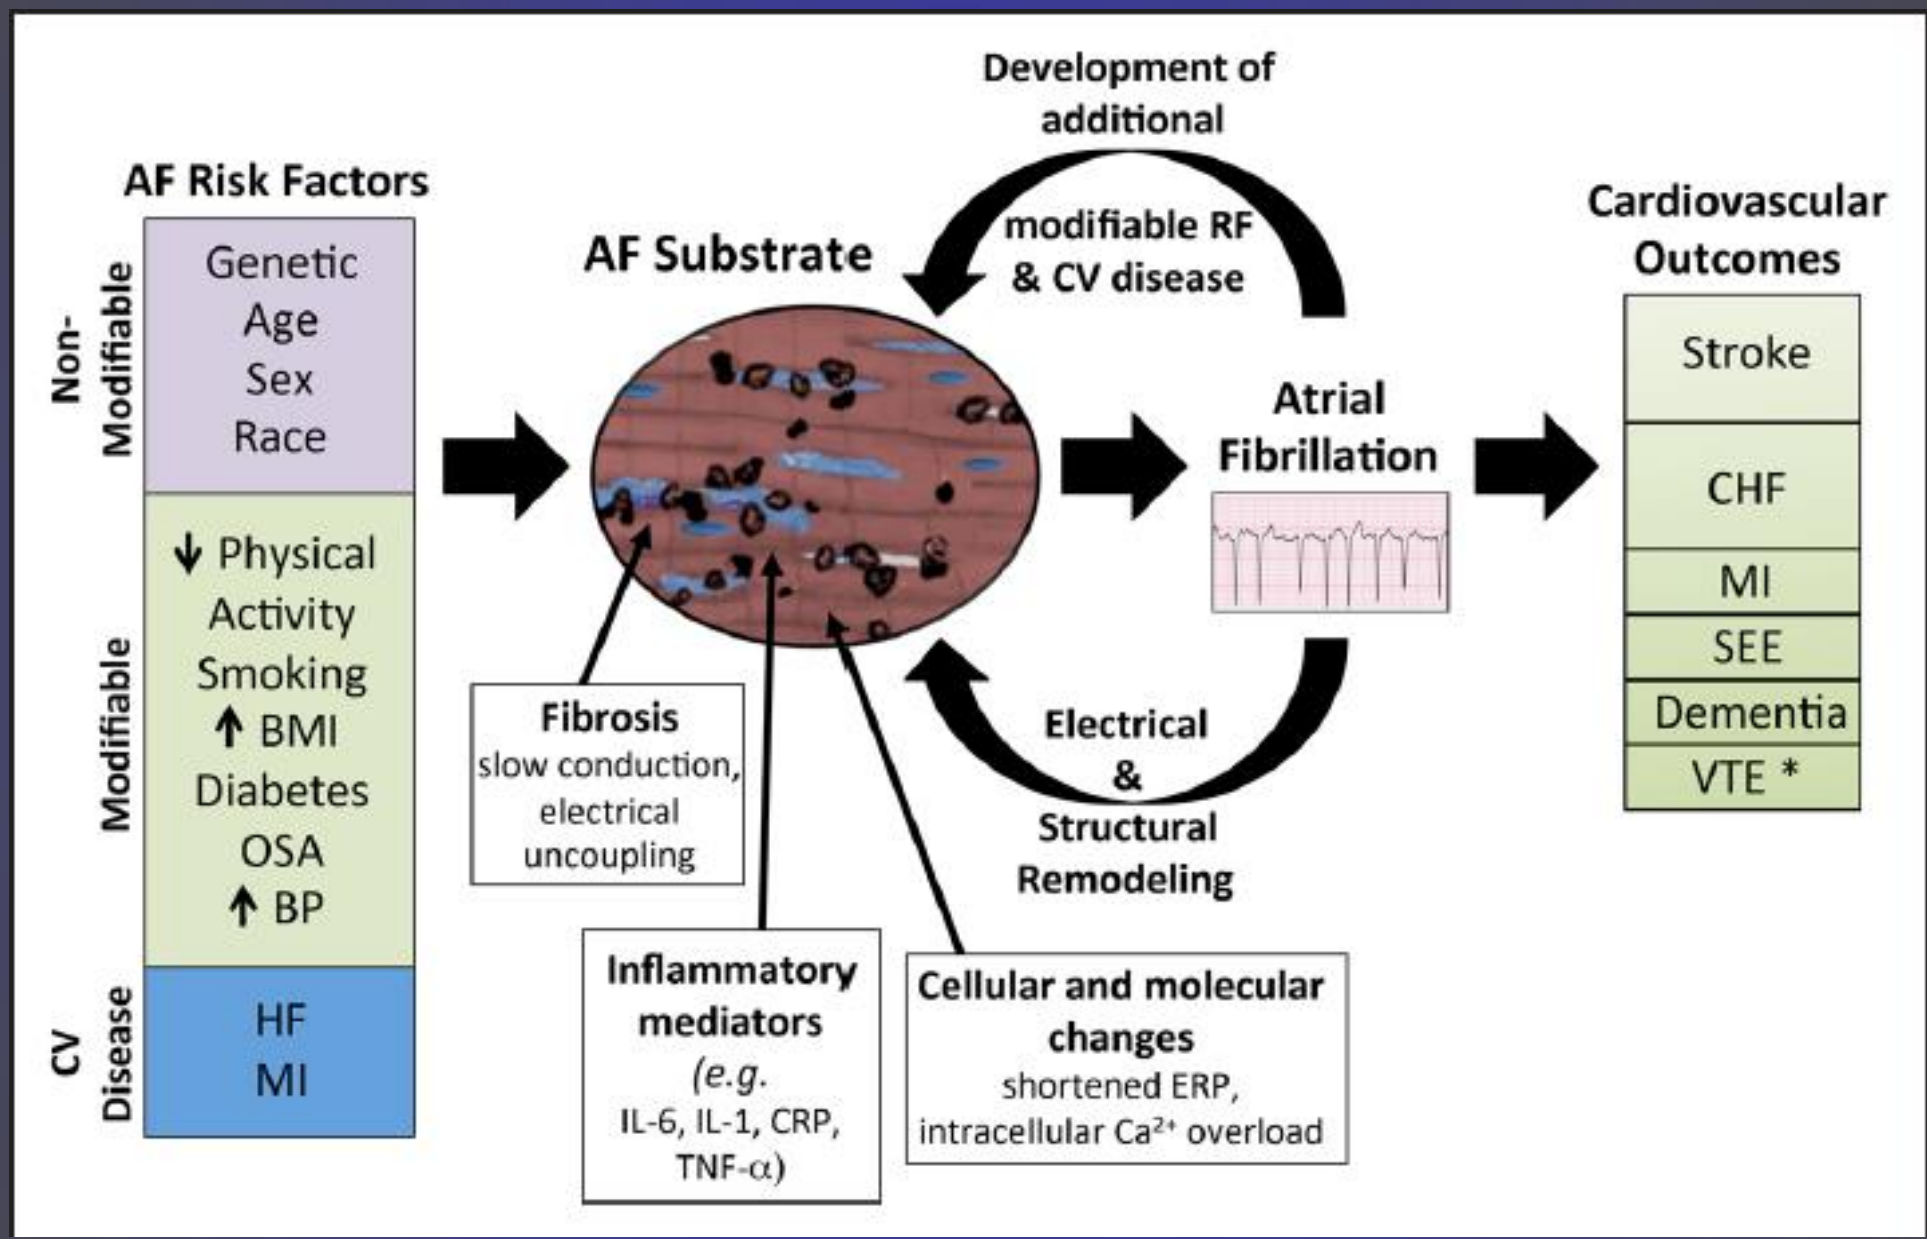 AF Risk Factors
Non-
Modifiable
Genetic
Age
Sex
Race
Modifiable
↓ Physical
Activity
Smoking
↑ BMI
Diabetes
OSA
↑ BP
CV
Disease
HF
MI
AF Substrate
Fibrosis
slow conduction,
electrical
uncoupling
Inflammatory
mediators
(e.g.
IL-6, IL-1, CRP,
TNF-α)
Cellular and molecular
changes
shortened ERP,
intracellular Ca²⁺ overload
Development of
additional
modifiable RF
& CV disease
Atrial
Fibrillation
Electrical
&
Structural
Remodeling
Cardiovascular
Outcomes
Stroke
CHF
MI
SEE
Dementia
VTE *